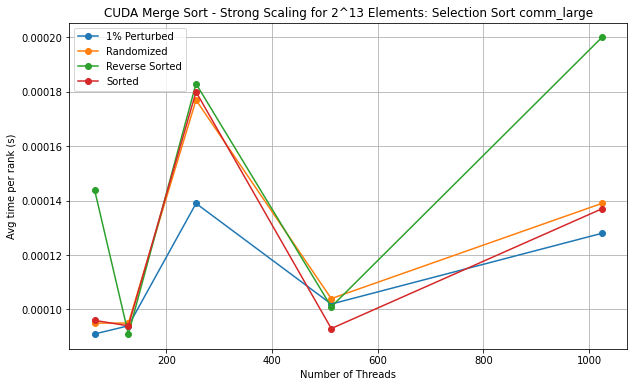 CUDA Merge Sort - Strong Scaling for 2^13 Elements: Selection Sort comm_large
1% Perturbed
Randomized
Reverse Sorted
Sorted
0.00020
0.00018
0.00016
0.00014
0.00012
0.00010
Avg time per rank (s)
200 400 600 800 1000
Number of Threads